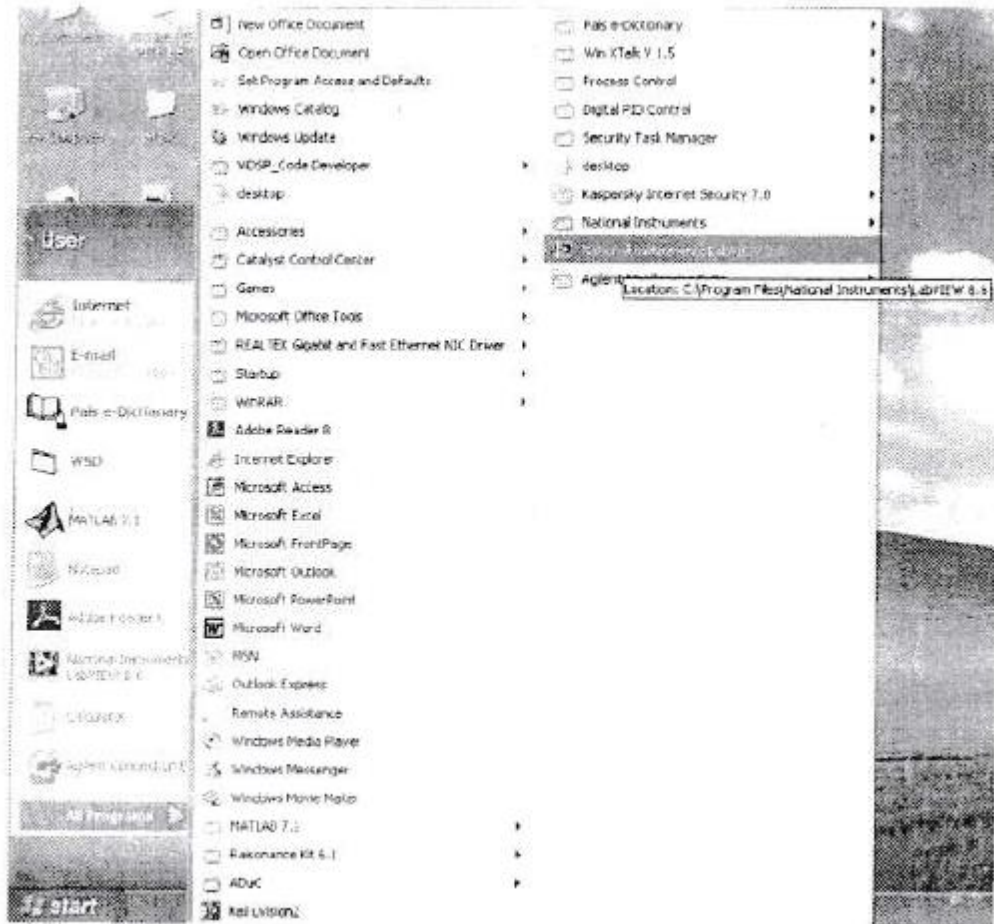 User
Internet
E-mail
Pals e-Dictionary
WSD
MATLAB 7.1
Notepad
National Instruments
All Programs
start
New Office Document
Open Office Document
Set Program Access and Defaults
Windows Catalog
Windows Update
VDSP_Code Developer
desktop
Accessories
Catalyst Control Center
Games
Microsoft Office Tools
REALTEK Gigabit and Fast Ethernet NIC Driver
Startup
WinRAR
Adobe Reader 8
Internet Explorer
Microsoft Access
Microsoft Excel
Microsoft FrontPage
Microsoft Outlook
Microsoft PowerPoint
Microsoft Word
MSN
Outlook Express
Remote Assistance
Windows Media Player
Windows Messenger
Windows Movie Maker
MATLAB 7.1
Raisonance Kit 6.1
ADuC
Keil uVision2
Pals e-Dictionary
Win XTalk V 1.5
Process Control
Digital PID Control
Security Task Manager
desktop
Kaspersky Internet Security 7.0
National Instruments
Agilent
Location: C:\Program Files\National Instruments\LabVIEW 8.6